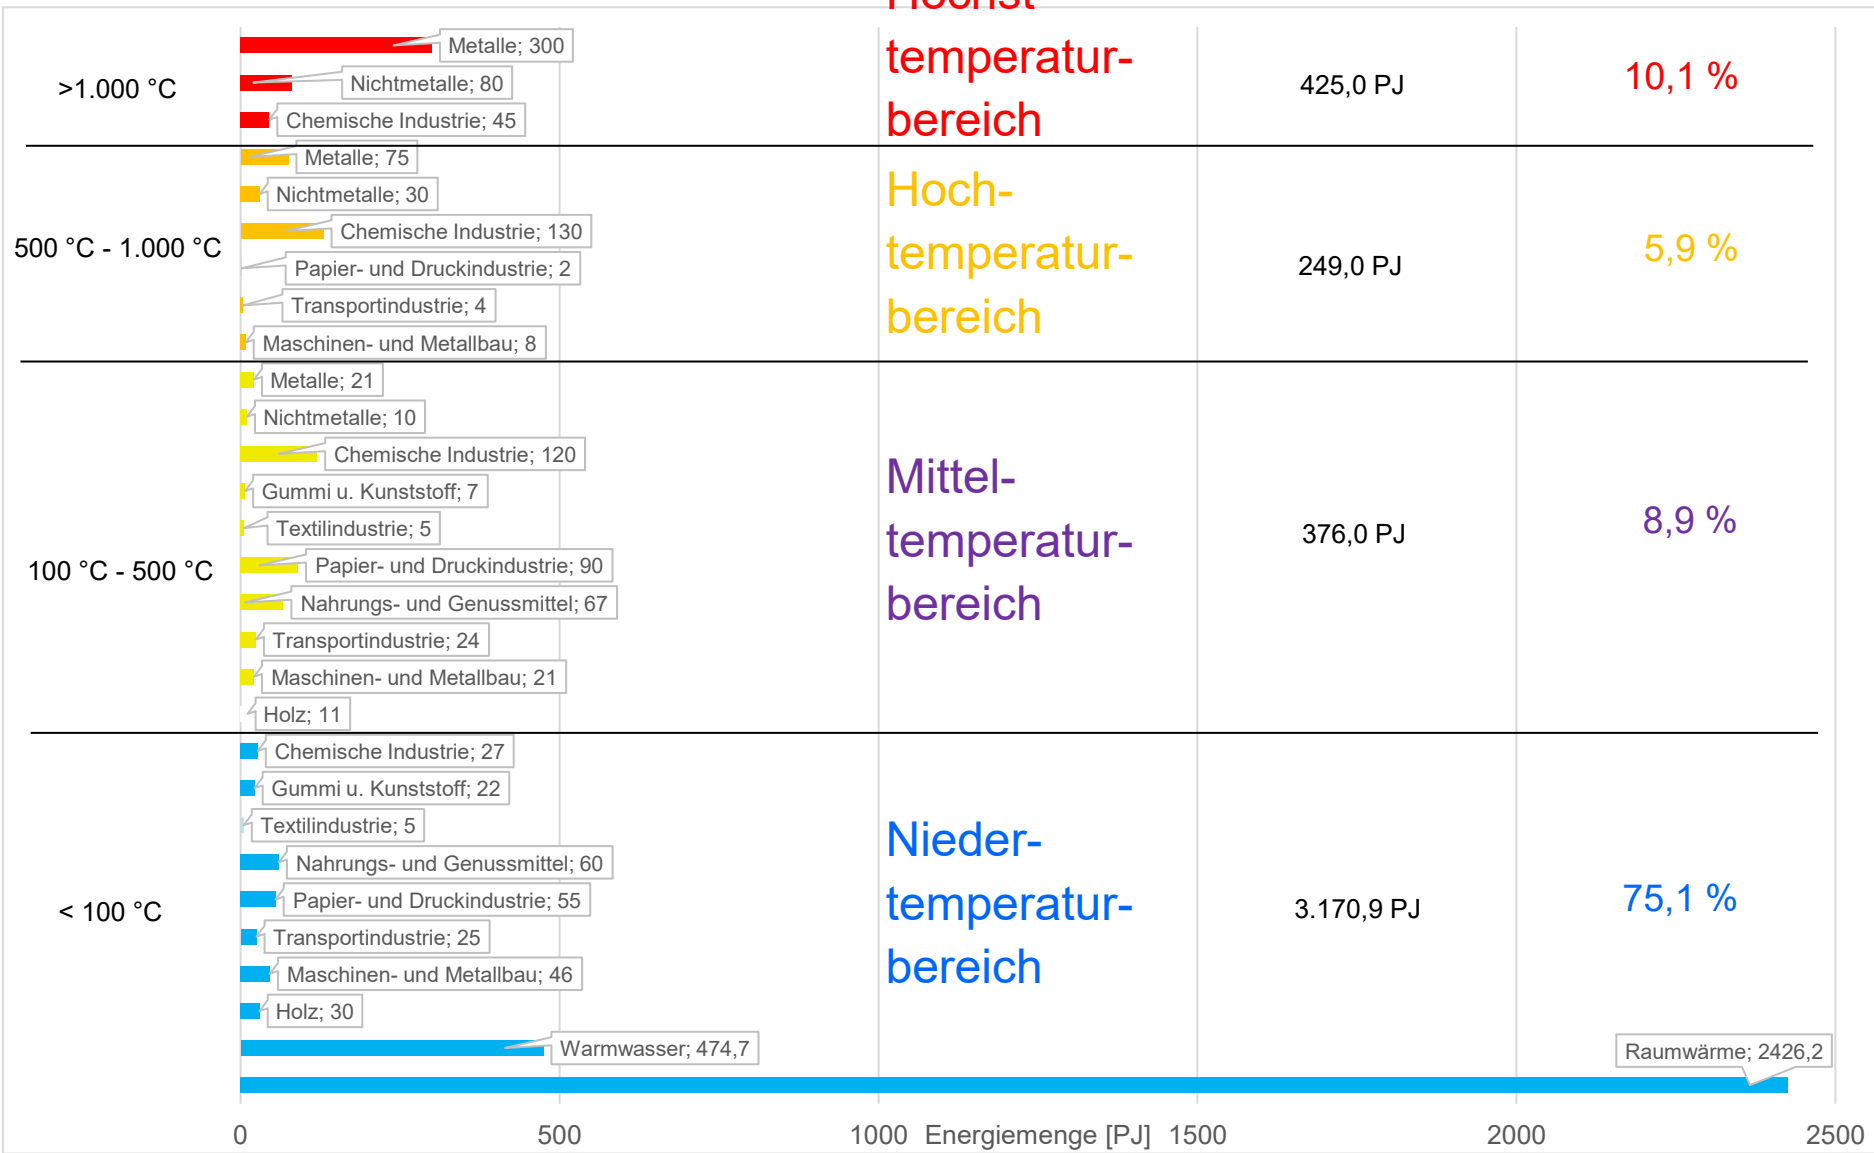 Höchst
temperatur-
bereich
>1.000 °C
Metalle; 300
Nichtmetalle; 80
Chemische Industrie; 45
425,0 PJ
10,1 %
500 °C - 1.000 °C
Metalle; 75
Nichtmetalle; 30
Chemische Industrie; 130
Papier- und Druckindustrie; 2
Transportindustrie; 4
Maschinen- und Metallbau; 8
Hoch-
temperatur-
bereich
249,0 PJ
5,9 %
100 °C - 500 °C
Metalle; 21
Nichtmetalle; 10
Chemische Industrie; 120
Gummi u. Kunststoff; 7
Textilindustrie; 5
Papier- und Druckindustrie; 90
Nahrungs- und Genussmittel; 67
Transportindustrie; 24
Maschinen- und Metallbau; 21
Holz; 11
Mittel-
temperatur-
bereich
376,0 PJ
8,9 %
< 100 °C
Chemische Industrie; 27
Gummi u. Kunststoff; 22
Textilindustrie; 5
Nahrungs- und Genussmittel; 60
Papier- und Druckindustrie; 55
Transportindustrie; 25
Maschinen- und Metallbau; 46
Holz; 30
Warmwasser; 474,7
Raumwärme; 2426,2
Nieder-
temperatur-
bereich
3.170,9 PJ
75,1 %
0 500 1000 Energiemenge [PJ] 1500 2000 2500